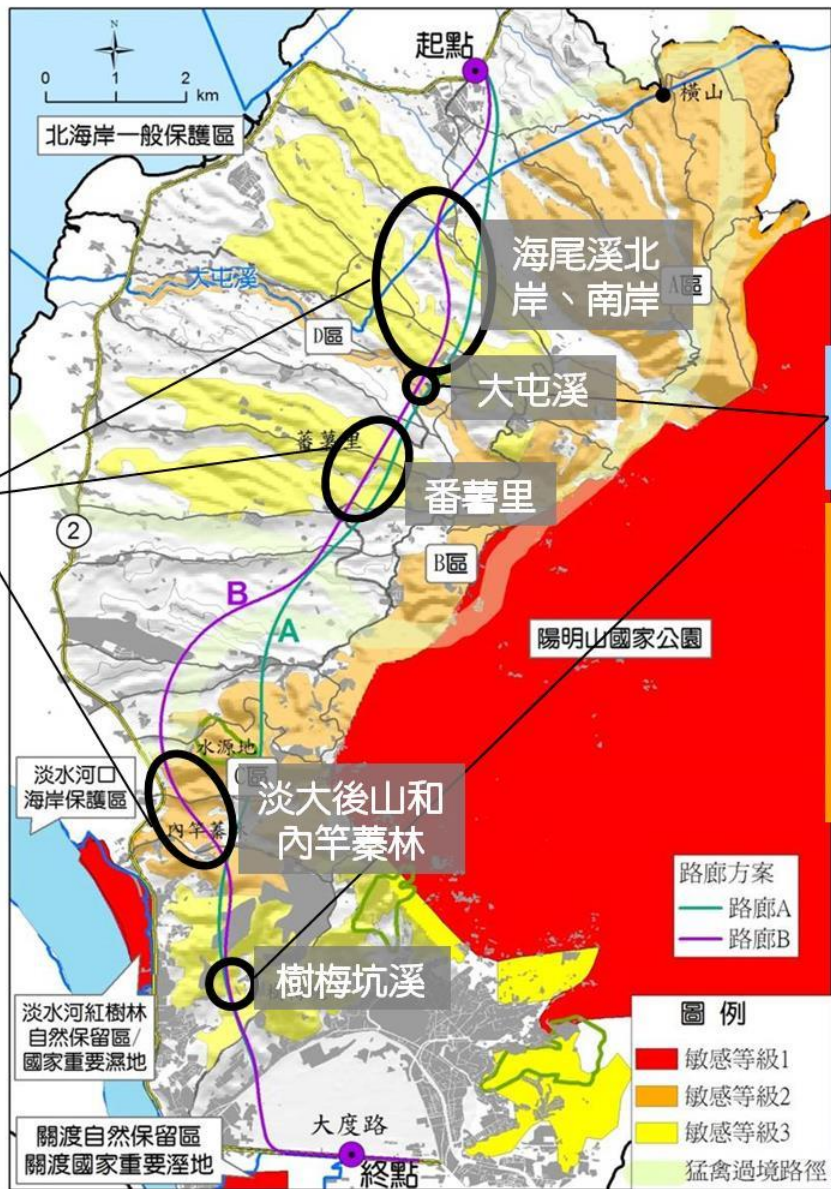 起點
0 1 2
km
北海岸一般保護區
橫山
海尾溪北
岸、南岸
A區
大屯溪
D區
大屯溪
蕃薯里
番薯里
2
B區
B
A
陽明山國家公園
水源地
C區
淡水河口
海岸保護區
淡大後山和
內竿蓁林
內竿蓁林
路廊方案
路廊A
路廊B
樹梅坑溪
淡水河紅樹林
自然保留區/
國家重要濕地
圖例
敏感等級1
敏感等級2
敏感等級3
猛禽過境路徑
大度路
關渡自然保留區
關渡國家重要溼地
終點